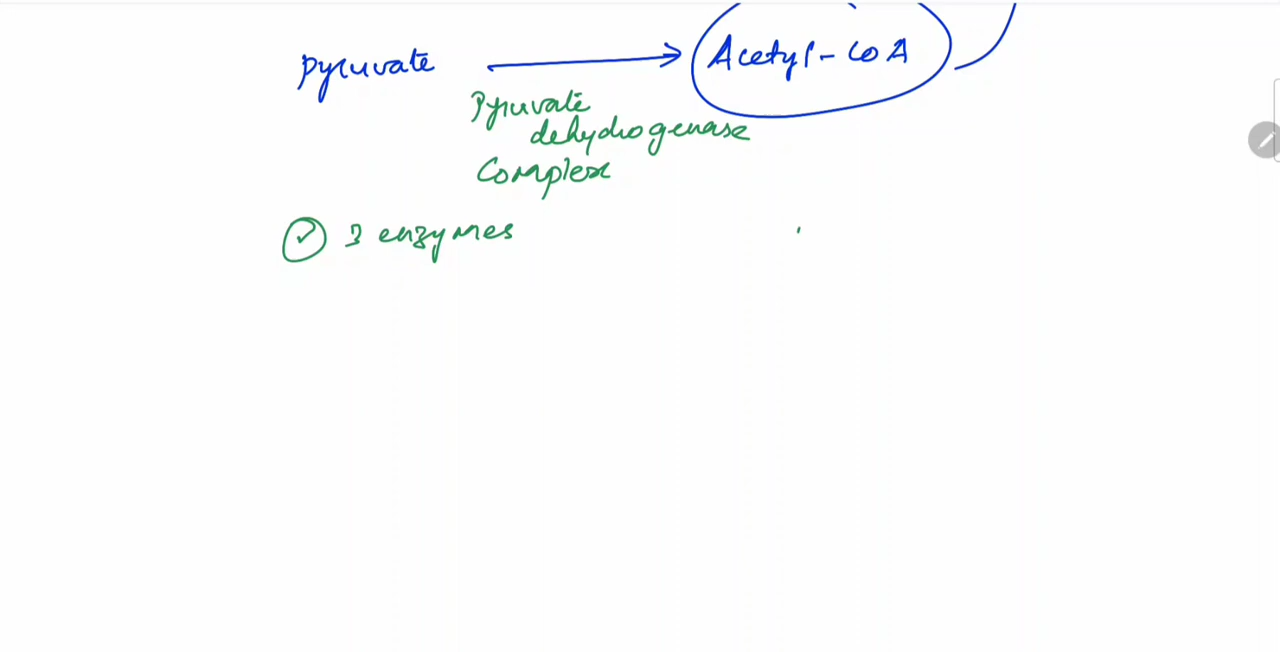 Pyruvate → Acetyl-CoA
Pyruvate
dehydrogenase
Complex
✓ 3 enzymes